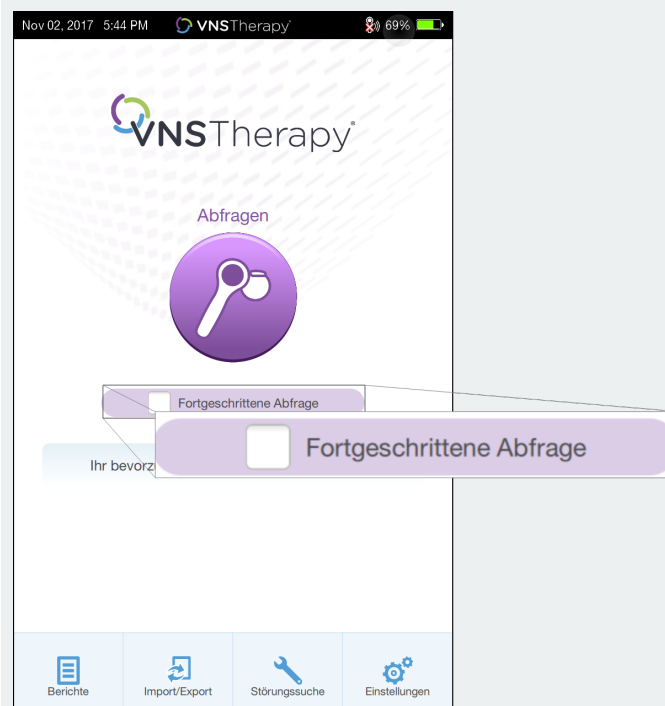 Nov 02, 2017 5:44 PM VNSTherapy 69%
VNSTherapy
Abfragen
Fortgeschrittene Abfrage
Fortgeschrittene Abfrage
Ihr
Berichte Import/Export Störungssuche Einstellungen